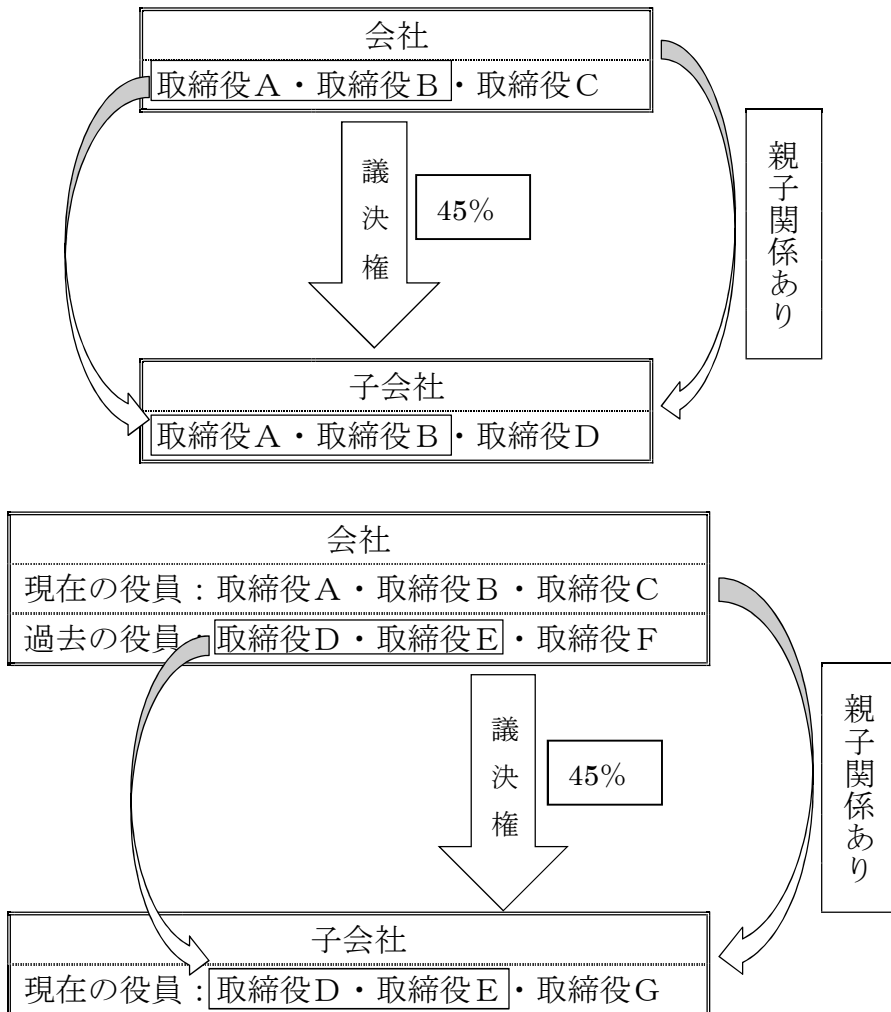 会社
取締役Ａ・取締役Ｂ・取締役Ｃ
議決権
45%
親子関係あり
子会社
取締役Ａ・取締役Ｂ・取締役Ｄ
会社
現在の役員：取締役Ａ・取締役Ｂ・取締役Ｃ
過去の役員：取締役Ｄ・取締役Ｅ・取締役Ｆ
議決権
45%
親子関係あり
子会社
現在の役員：取締役Ｄ・取締役Ｅ・取締役Ｇ